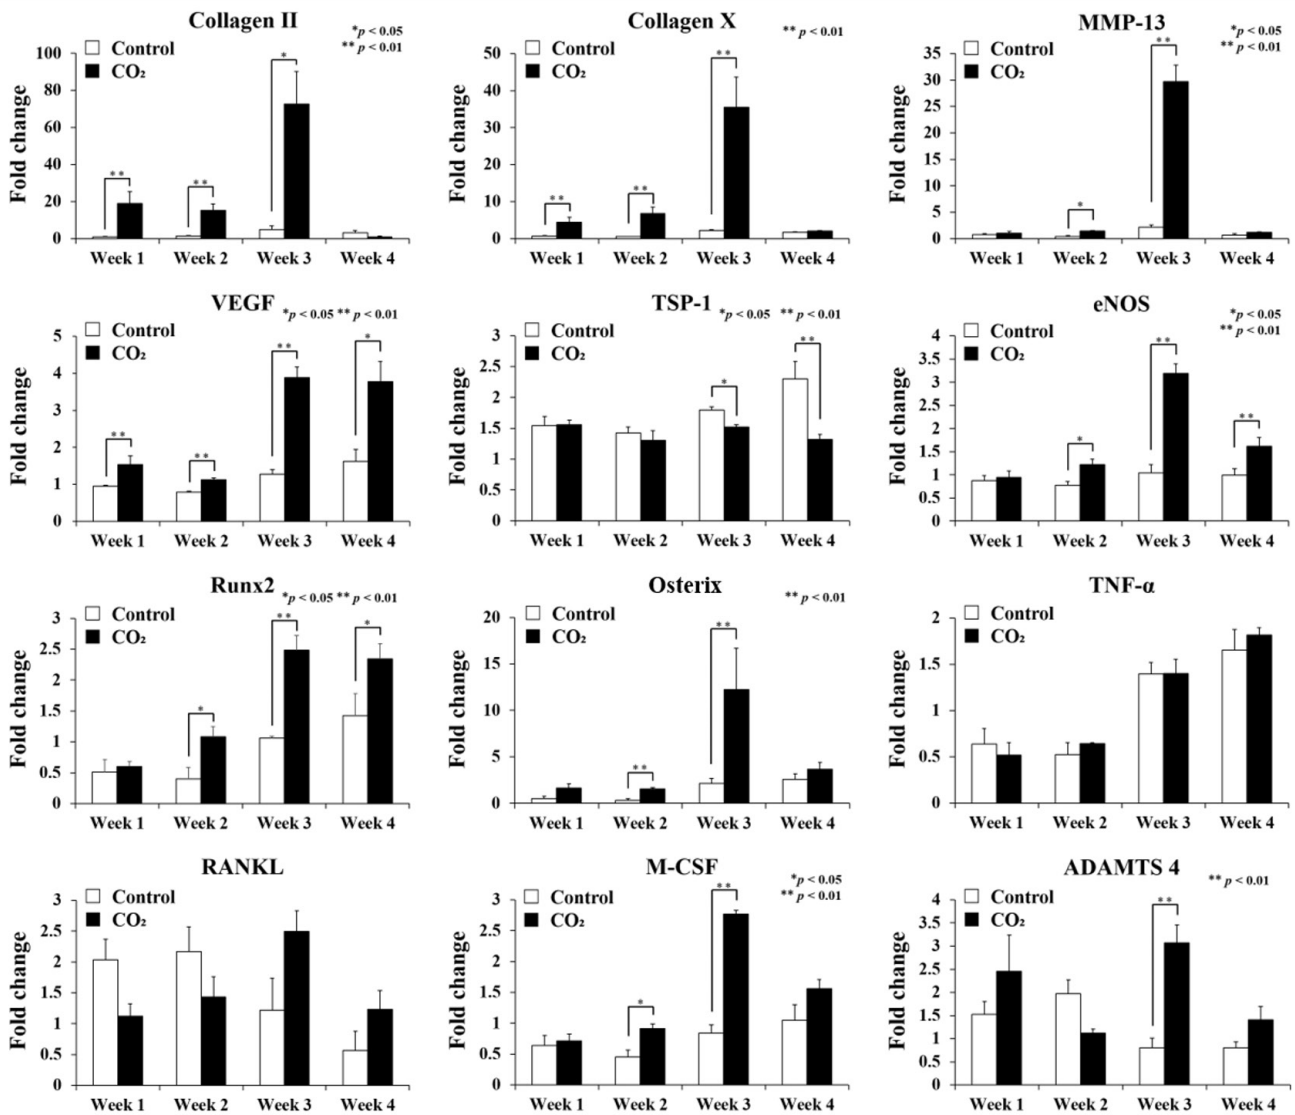 Collagen II
*p < 0.05
** p < 0.01
Control
CO₂
Fold change
100
80
60
40
20
0
**
**
*
Week 1 Week 2 Week 3 Week 4
Collagen X
** p < 0.01
Control
CO₂
Fold change
50
40
30
20
10
0
**
**
**
Week 1 Week 2 Week 3 Week 4
MMP-13
*p < 0.05
** p < 0.01
Control
CO₂
Fold change
35
30
25
20
15
10
5
0
*
**
Week 1 Week 2 Week 3 Week 4
VEGF
*p < 0.05 ** p < 0.01
Control
CO₂
Fold change
5
4
3
2
1
0
**
**
**
*
Week 1 Week 2 Week 3 Week 4
TSP-1
*p < 0.05 ** p < 0.01
Control
CO₂
Fold change
3
2.5
2
1.5
1
0.5
0
*
**
Week 1 Week 2 Week 3 Week 4
eNOS
*p < 0.05
** p < 0.01
Control
CO₂
Fold change
4
3.5
3
2.5
2
1.5
1
0.5
0
*
**
**
Week 1 Week 2 Week 3 Week 4
Runx2
*p < 0.05 ** p < 0.01
Control
CO₂
Fold change
3
2.5
2
1.5
1
0.5
0
*
**
*
Week 1 Week 2 Week 3 Week 4
Osterix
** p < 0.01
Control
CO₂
Fold change
20
15
10
5
0
**
**
Week 1 Week 2 Week 3 Week 4
TNF-α
Control
CO₂
Fold change
2
1.5
1
0.5
0
Week 1 Week 2 Week 3 Week 4
RANKL
Control
CO₂
Fold change
3
2.5
2
1.5
1
0.5
0
Week 1 Week 2 Week 3 Week 4
M-CSF
*p < 0.05
** p < 0.01
Control
CO₂
Fold change
3
2.5
2
1.5
1
0.5
0
*
**
Week 1 Week 2 Week 3 Week 4
ADAMTS 4
** p < 0.01
Control
CO₂
Fold change
4
3.5
3
2.5
2
1.5
1
0.5
0
**
Week 1 Week 2 Week 3 Week 4